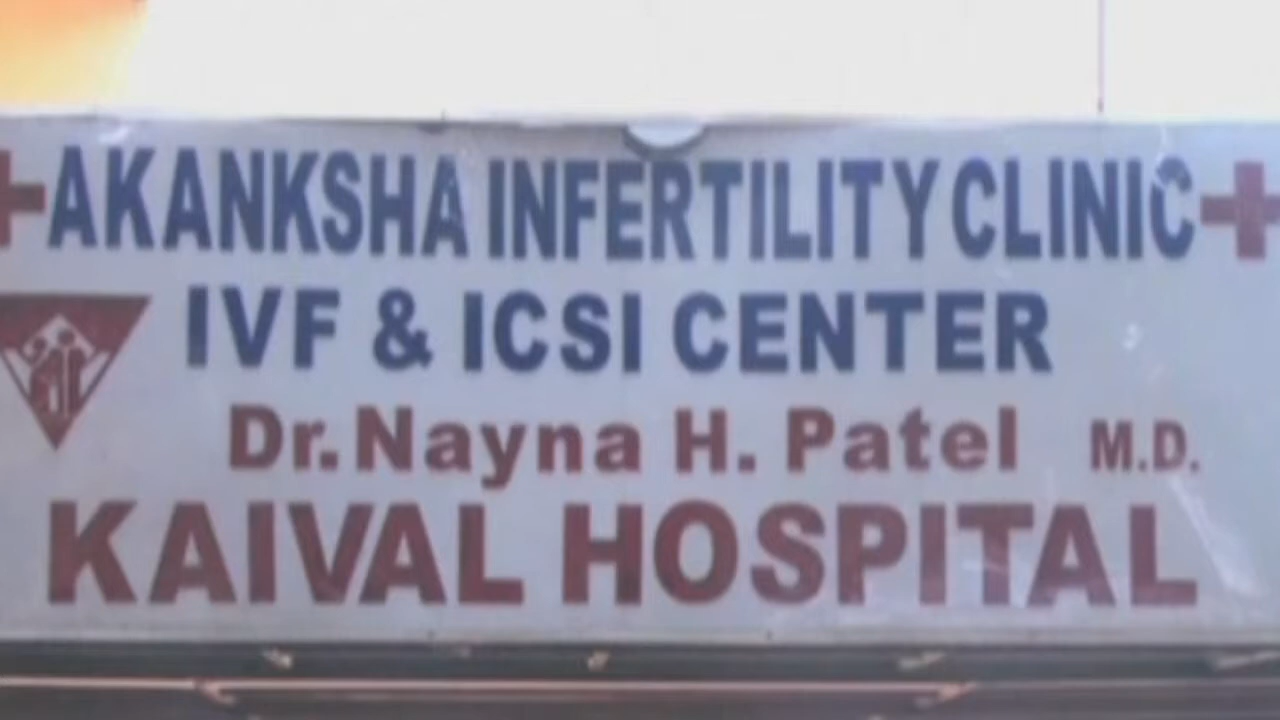 AKANKSHA INFERTILITY CLINIC
IVF & ICSI CENTER
Dr. Nayna H. Patel M.D.
KAIVAL HOSPITAL